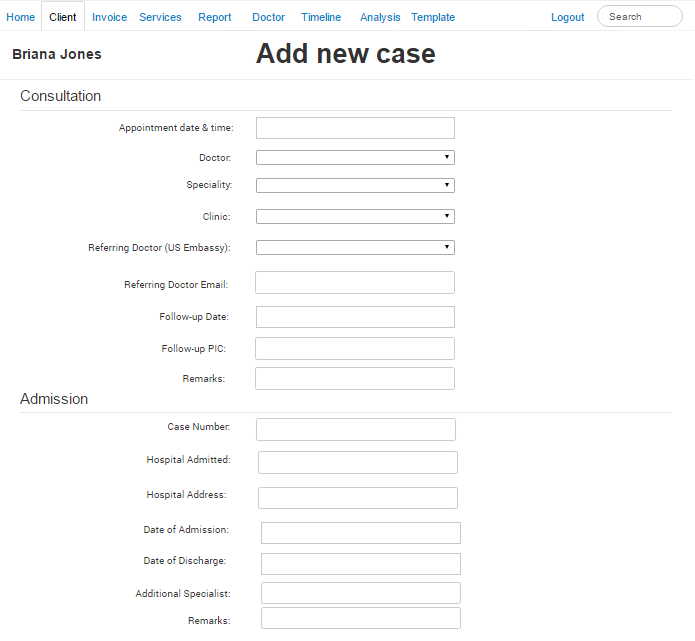 Home Client Invoice Services Report Doctor Timeline Analysis Template Logout Search
Briana Jones Add new case
Consultation
Appointment date & time:
Doctor:
Speciality:
Clinic:
Referring Doctor (US Embassy):
Referring Doctor Email:
Follow-up Date:
Follow-up PIC:
Remarks:
Admission
Case Number:
Hospital Admitted:
Hospital Address:
Date of Admission:
Date of Discharge:
Additional Specialist:
Remarks: